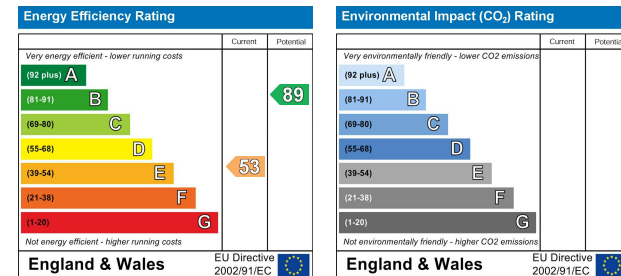 Energy Efficiency Rating
Current Potential
Very energy efficient - lower running costs
(92 plus) A
(81-91) B
89
(69-80) C
(55-68) D
(39-54) E
53
(21-38) F
(1-20) G
Not energy efficient - higher running costs
England & Wales
EU Directive
2002/91/EC
Environmental Impact (CO2) Rating
Current Potentia
Very environmentally friendly - lower CO2 emissions
(92 plus) A
(81-91) B
(69-80) C
(55-68) D
(39-54) E
(21-38) F
(1-20) G
Not environmentally friendly - higher CO2 emissions
England & Wales
EU Directive
2002/91/EC